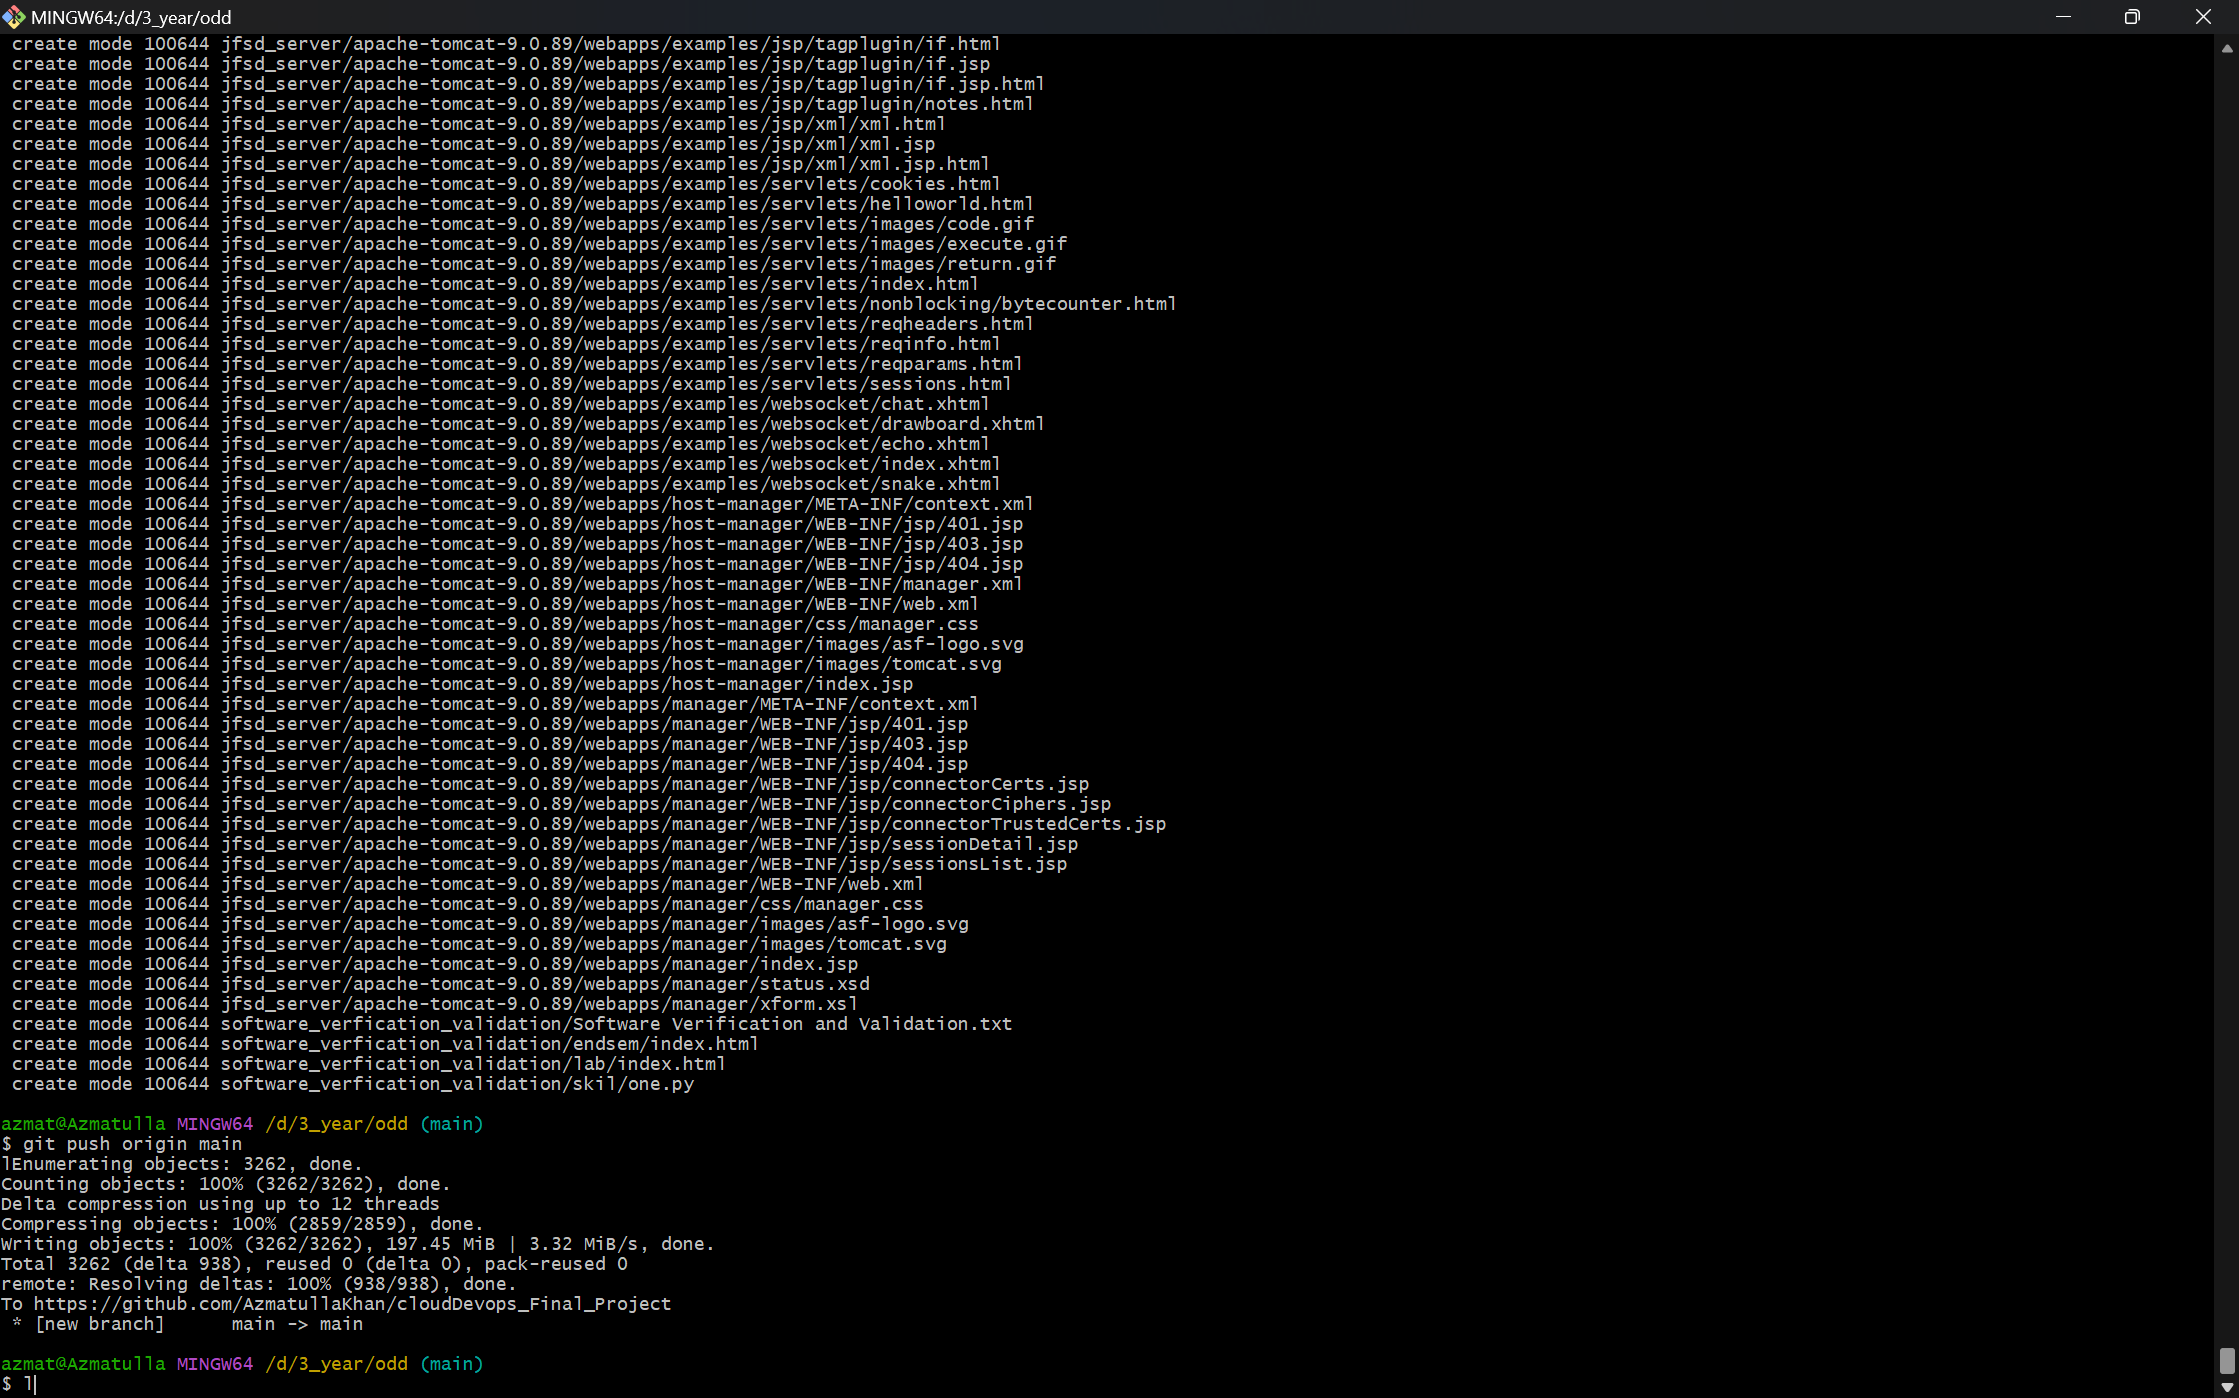 MINGW64:/d/3_year/odd
create mode 100644 jfsd_server/apache-tomcat-9.0.89/webapps/examples/jsp/tagplugin/if.html
create mode 100644 jfsd_server/apache-tomcat-9.0.89/webapps/examples/jsp/tagplugin/if.jsp
create mode 100644 jfsd_server/apache-tomcat-9.0.89/webapps/examples/jsp/tagplugin/if.jsp.html
create mode 100644 jfsd_server/apache-tomcat-9.0.89/webapps/examples/jsp/tagplugin/notes.html
create mode 100644 jfsd_server/apache-tomcat-9.0.89/webapps/examples/jsp/xml/xml.html
create mode 100644 jfsd_server/apache-tomcat-9.0.89/webapps/examples/jsp/xml/xml.jsp
create mode 100644 jfsd_server/apache-tomcat-9.0.89/webapps/examples/jsp/xml/xml.jsp.html
create mode 100644 jfsd_server/apache-tomcat-9.0.89/webapps/examples/servlets/cookies.html
create mode 100644 jfsd_server/apache-tomcat-9.0.89/webapps/examples/servlets/helloworld.html
create mode 100644 jfsd_server/apache-tomcat-9.0.89/webapps/examples/servlets/images/code.gif
create mode 100644 jfsd_server/apache-tomcat-9.0.89/webapps/examples/servlets/images/execute.gif
create mode 100644 jfsd_server/apache-tomcat-9.0.89/webapps/examples/servlets/images/return.gif
create mode 100644 jfsd_server/apache-tomcat-9.0.89/webapps/examples/servlets/index.html
create mode 100644 jfsd_server/apache-tomcat-9.0.89/webapps/examples/servlets/nonblocking/bytecounter.html
create mode 100644 jfsd_server/apache-tomcat-9.0.89/webapps/examples/servlets/reqheaders.html
create mode 100644 jfsd_server/apache-tomcat-9.0.89/webapps/examples/servlets/reqinfo.html
create mode 100644 jfsd_server/apache-tomcat-9.0.89/webapps/examples/servlets/reqparams.html
create mode 100644 jfsd_server/apache-tomcat-9.0.89/webapps/examples/servlets/sessions.html
create mode 100644 jfsd_server/apache-tomcat-9.0.89/webapps/examples/websocket/chat.xhtml
create mode 100644 jfsd_server/apache-tomcat-9.0.89/webapps/examples/websocket/drawboard.xhtml
create mode 100644 jfsd_server/apache-tomcat-9.0.89/webapps/examples/websocket/echo.xhtml
create mode 100644 jfsd_server/apache-tomcat-9.0.89/webapps/examples/websocket/index.xhtml
create mode 100644 jfsd_server/apache-tomcat-9.0.89/webapps/examples/websocket/snake.xhtml
create mode 100644 jfsd_server/apache-tomcat-9.0.89/webapps/host-manager/META-INF/context.xml
create mode 100644 jfsd_server/apache-tomcat-9.0.89/webapps/host-manager/WEB-INF/jsp/401.jsp
create mode 100644 jfsd_server/apache-tomcat-9.0.89/webapps/host-manager/WEB-INF/jsp/403.jsp
create mode 100644 jfsd_server/apache-tomcat-9.0.89/webapps/host-manager/WEB-INF/jsp/404.jsp
create mode 100644 jfsd_server/apache-tomcat-9.0.89/webapps/host-manager/WEB-INF/manager.xml
create mode 100644 jfsd_server/apache-tomcat-9.0.89/webapps/host-manager/WEB-INF/web.xml
create mode 100644 jfsd_server/apache-tomcat-9.0.89/webapps/host-manager/css/manager.css
create mode 100644 jfsd_server/apache-tomcat-9.0.89/webapps/host-manager/images/asf-logo.svg
create mode 100644 jfsd_server/apache-tomcat-9.0.89/webapps/host-manager/images/tomcat.svg
create mode 100644 jfsd_server/apache-tomcat-9.0.89/webapps/host-manager/index.jsp
create mode 100644 jfsd_server/apache-tomcat-9.0.89/webapps/manager/META-INF/context.xml
create mode 100644 jfsd_server/apache-tomcat-9.0.89/webapps/manager/WEB-INF/jsp/401.jsp
create mode 100644 jfsd_server/apache-tomcat-9.0.89/webapps/manager/WEB-INF/jsp/403.jsp
create mode 100644 jfsd_server/apache-tomcat-9.0.89/webapps/manager/WEB-INF/jsp/404.jsp
create mode 100644 jfsd_server/apache-tomcat-9.0.89/webapps/manager/WEB-INF/jsp/connectorCerts.jsp
create mode 100644 jfsd_server/apache-tomcat-9.0.89/webapps/manager/WEB-INF/jsp/connectorCiphers.jsp
create mode 100644 jfsd_server/apache-tomcat-9.0.89/webapps/manager/WEB-INF/jsp/connectorTrustedCerts.jsp
create mode 100644 jfsd_server/apache-tomcat-9.0.89/webapps/manager/WEB-INF/jsp/sessionDetail.jsp
create mode 100644 jfsd_server/apache-tomcat-9.0.89/webapps/manager/WEB-INF/jsp/sessionsList.jsp
create mode 100644 jfsd_server/apache-tomcat-9.0.89/webapps/manager/WEB-INF/web.xml
create mode 100644 jfsd_server/apache-tomcat-9.0.89/webapps/manager/css/manager.css
create mode 100644 jfsd_server/apache-tomcat-9.0.89/webapps/manager/images/asf-logo.svg
create mode 100644 jfsd_server/apache-tomcat-9.0.89/webapps/manager/images/tomcat.svg
create mode 100644 jfsd_server/apache-tomcat-9.0.89/webapps/manager/index.jsp
create mode 100644 jfsd_server/apache-tomcat-9.0.89/webapps/manager/status.xsd
create mode 100644 jfsd_server/apache-tomcat-9.0.89/webapps/manager/xform.xsl
create mode 100644 software_verfication_validation/Software Verification and Validation.txt
create mode 100644 software_verfication_validation/endsem/index.html
create mode 100644 software_verfication_validation/lab/index.html
create mode 100644 software_verfication_validation/skil/one.py
azmat@Azmatulla MINGW64 /d/3_year/odd (main)
$ git push origin main
lEnumerating objects: 3262, done.
Counting objects: 100% (3262/3262), done.
Delta compression using up to 12 threads
Compressing objects: 100% (2859/2859), done.
Writing objects: 100% (3262/3262), 197.45 MiB | 3.32 MiB/s, done.
Total 3262 (delta 938), reused 0 (delta 0), pack-reused 0
remote: Resolving deltas: 100% (938/938), done.
To https://github.com/AzmatullaKhan/cloudDevops_Final_Project
* [new branch] main -> main
azmat@Azmatulla MINGW64 /d/3_year/odd (main)
$ l